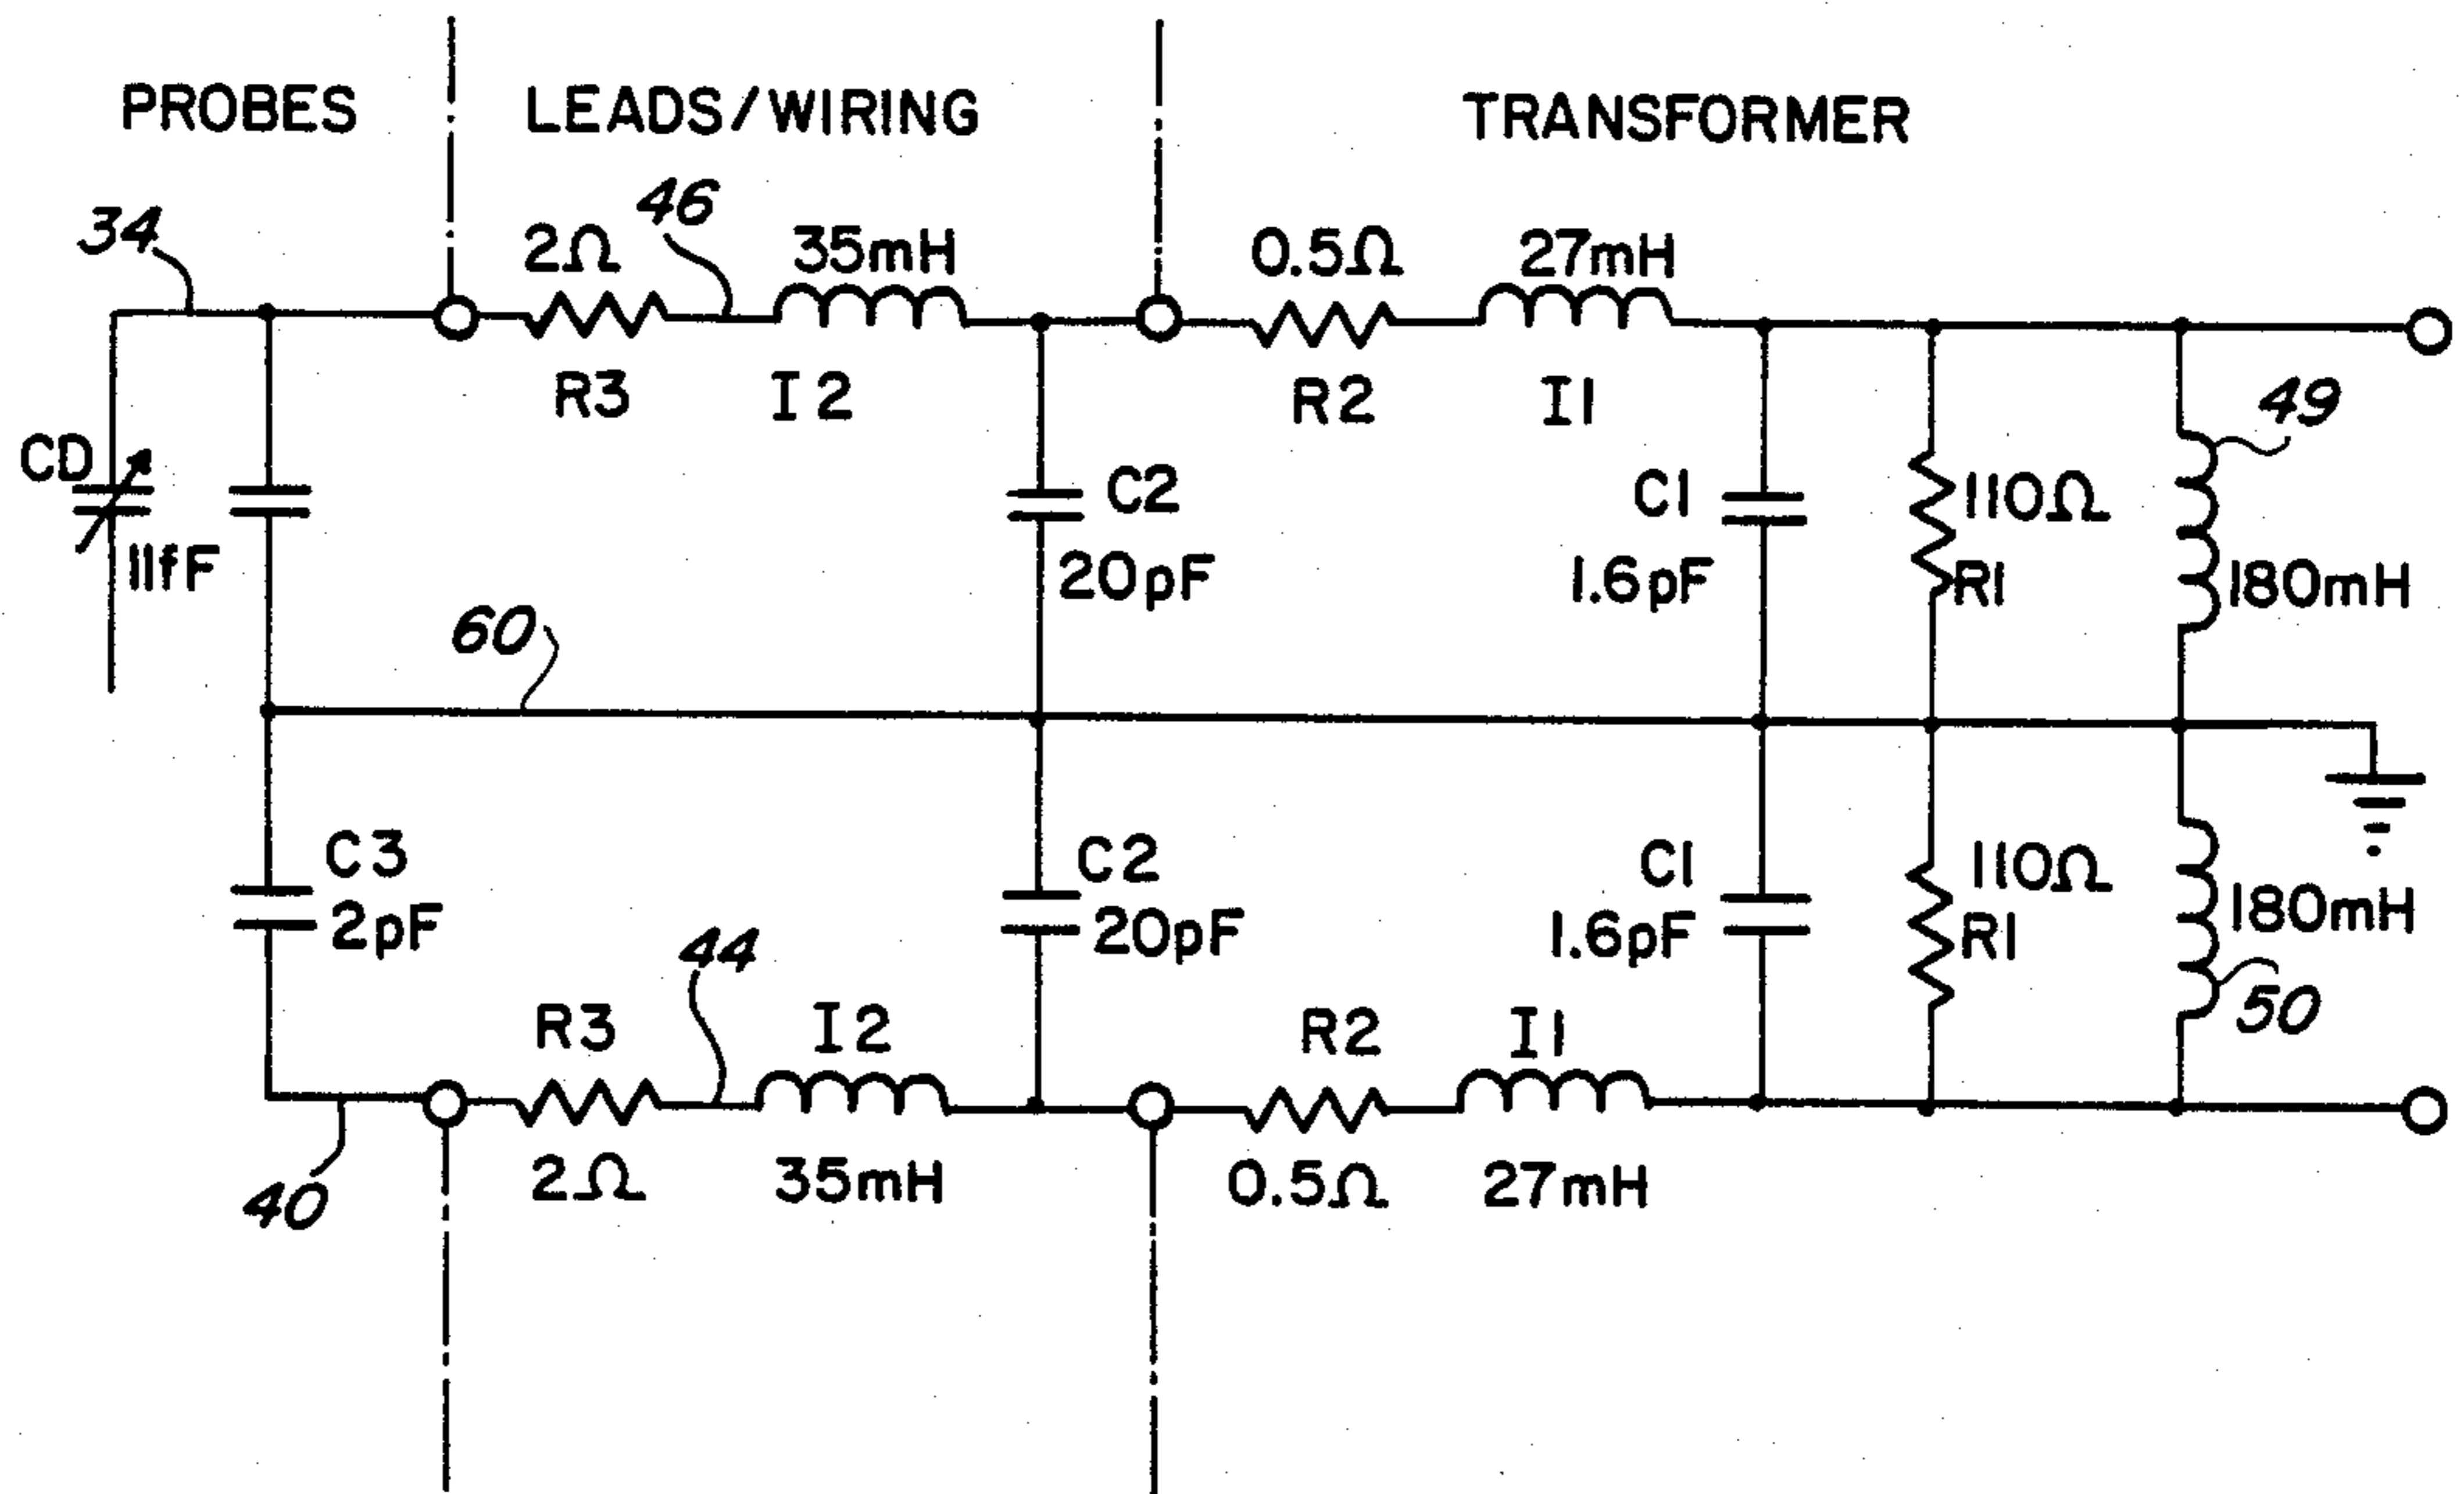 PROBES
LEADS/WIRING
TRANSFORMER
34
2Ω
46
35mH
0.5Ω
27mH
R3
I2
R2
I1
49
CD
11fF
C2
20pF
C1
1.6pF
110Ω
R1
180mH
60
C3
2pF
C2
20pF
C1
1.6pF
110Ω
R1
180mH
44
R3
I2
R2
I1
50
40
2Ω
35mH
0.5Ω
27mH